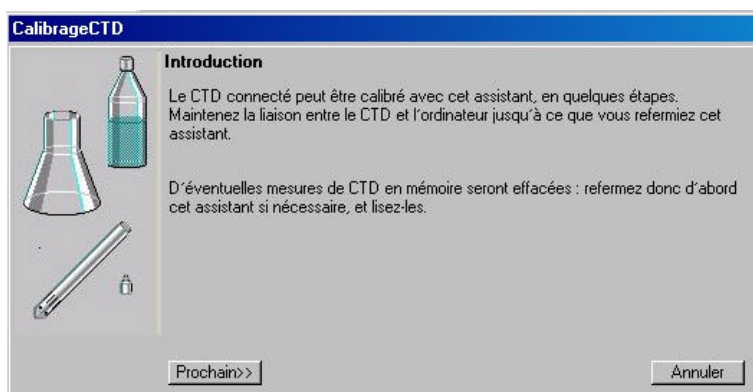 CalibrageCTD
Introduction
Le CTD connecté peut être calibré avec cet assistant, en quelques étapes.
Maintenez la liaison entre le CTD et l´ordinateur jusqu´à ce que vous refermiez cet
assistant.
D´éventuelles mesures de CTD en mémoire seront effacées : refermez donc d´abord
cet assistant si nécessaire, et lisez-les.
Prochain>>
Annuler